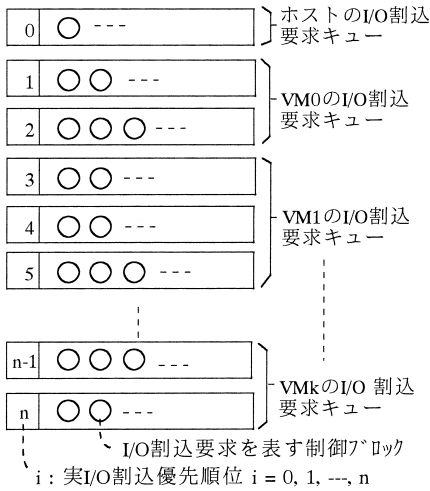 0 --- ホストのI/O割込
要求キュー
1 ---
VM0のI/O割込
要求キュー
2 ---
3 ---
4 --- VM1のI/O割込
要求キュー
5 ---
n-1 ---
VMkのI/O 割込
要求キュー
n ---
I/O割込要求を表す制御ブロック
i : 実I/O割込優先順位 i = 0, 1, ---, n